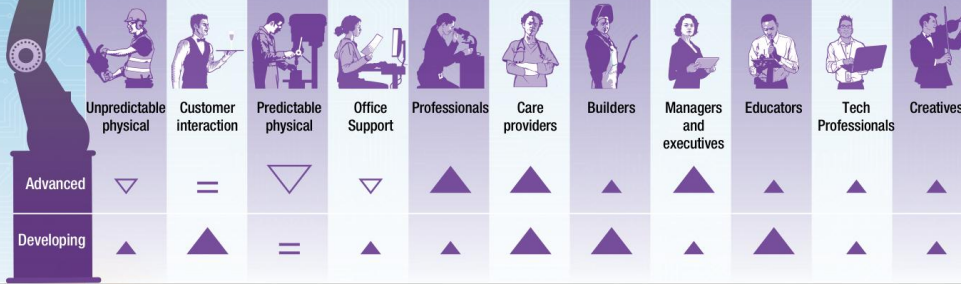 Unpredictable
physical
Customer
interaction
Predictable
physical
Office
Support
Professionals
Care
providers
Builders
Managers
and
executives
Educators
Tech
Professionals
Creatives
Advanced
=
Developing
=